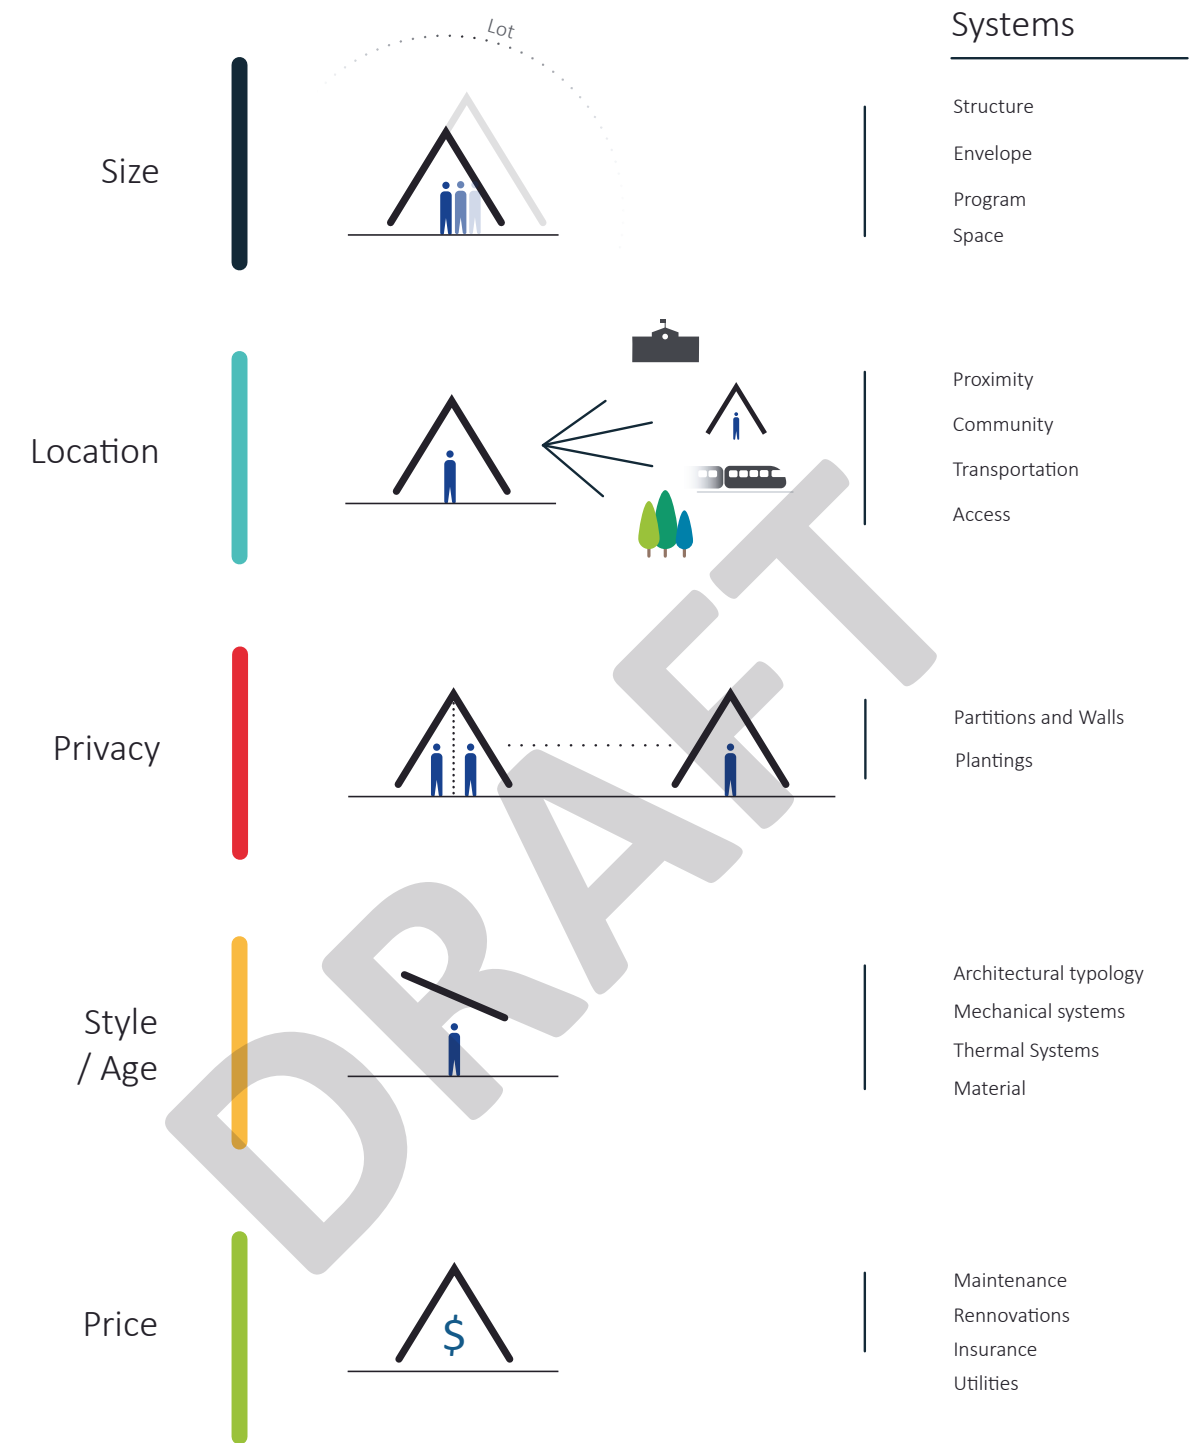 Systems
Lot
Size
Structure
Envelope
Program
Space
Location
Proximity
Community
Transportation
Access
Privacy
Partitions and Walls
Plantings
Style
/ Age
Architectural typology
Mechanical systems
Thermal Systems
Material
Price
$
Maintenance
Rennovations
Insurance
Utilities
DRAFT